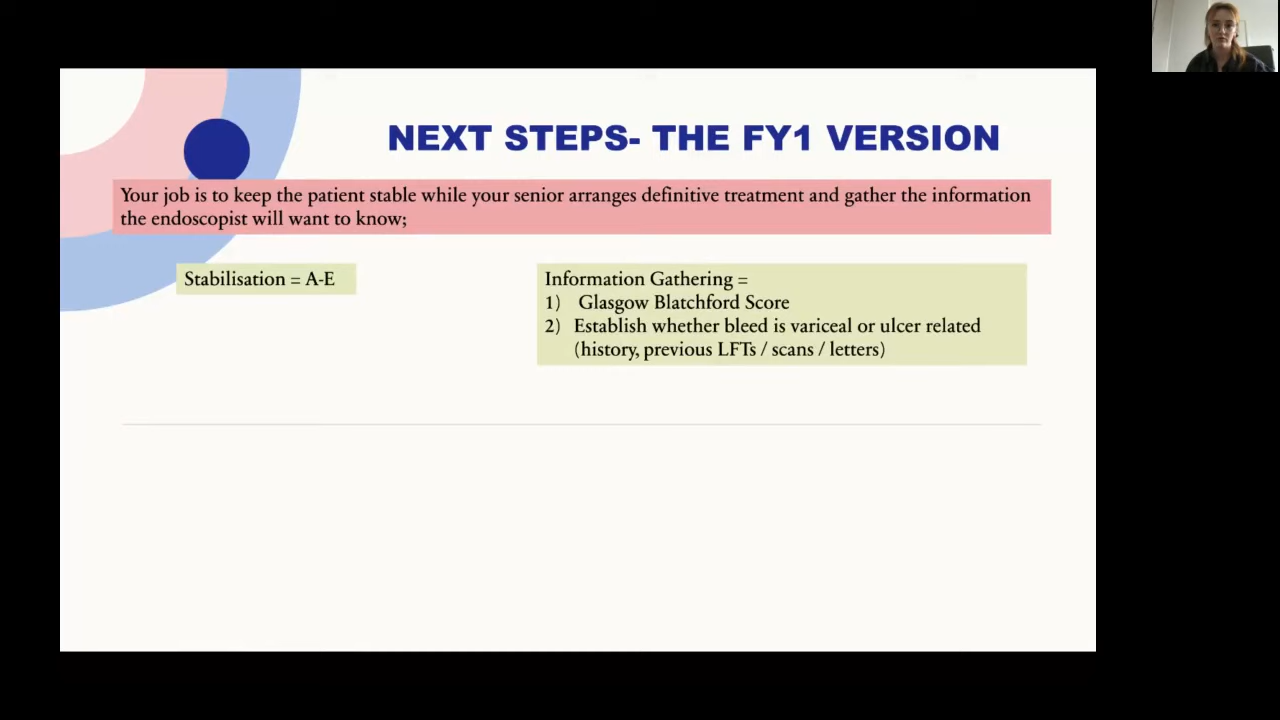 NEXT STEPS- THE FY1 VERSION
Your job is to keep the patient stable while your senior arranges definitive treatment and gather the information
the endoscopist will want to know;
Stabilisation = A-E
Information Gathering =
1) Glasgow Blatchford Score
2) Establish whether bleed is variceal or ulcer related
(history, previous LFTs / scans / letters)